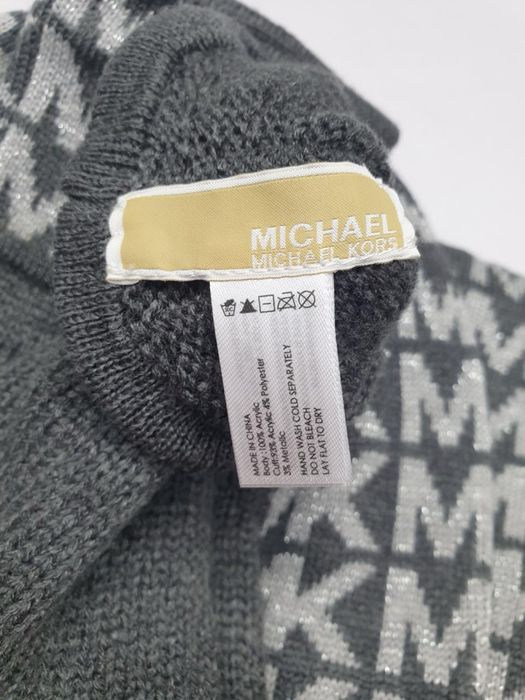 MICHAEL
MICHAEL KORS
MADE IN CHINA
Body:100% Acrylic
Cuff:93% Acrylic 4% Polyester
3% Metallic
HAND WASH COLD SEPARATELY
DO NOT BLEACH
LAY FLAT TO DRY